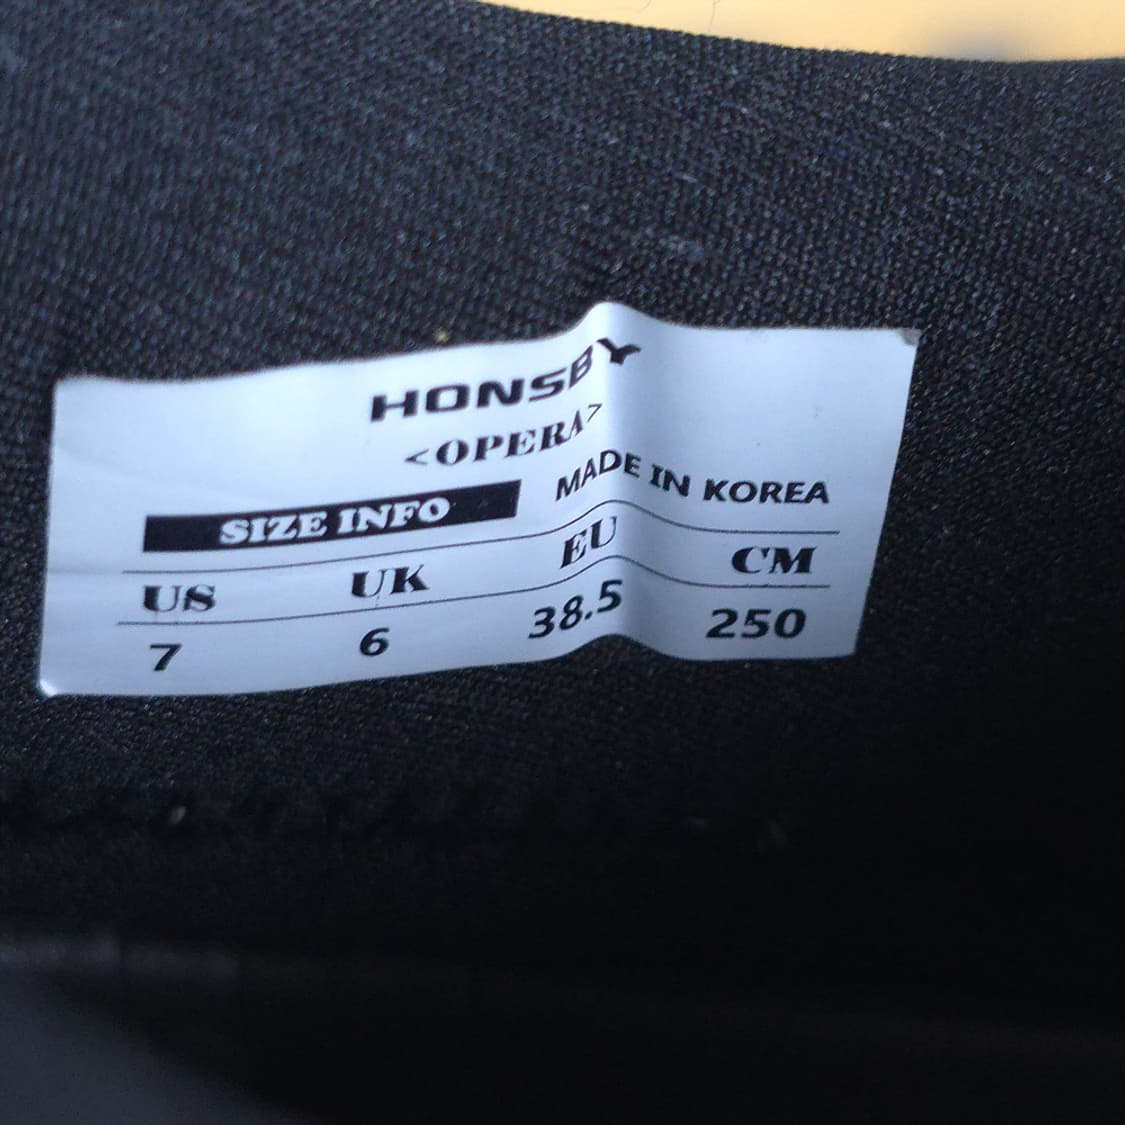 HONSBY
<OPERA>
SIZE INFO MADE IN KOREA
US UK EU CM
7 6 38.5 250